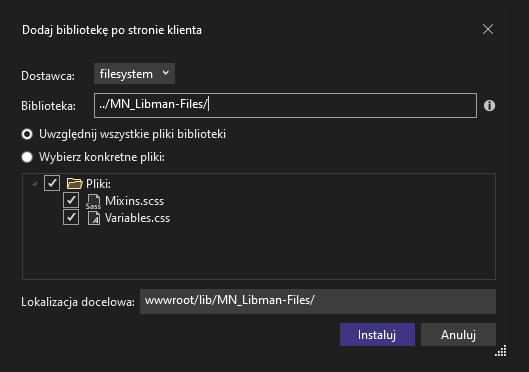 Dodaj bibliotekę po stronie klienta
Dostawca: filesystem
Biblioteka: ../MN_Libman-Files/
Uwzględnij wszystkie pliki biblioteki
Wybierz konkretne pliki:
Pliki:
Sass Mixins.scss
Variables.css
Lokalizacja docelowa: wwwroot/lib/MN_Libman-Files/
Instaluj Anuluj